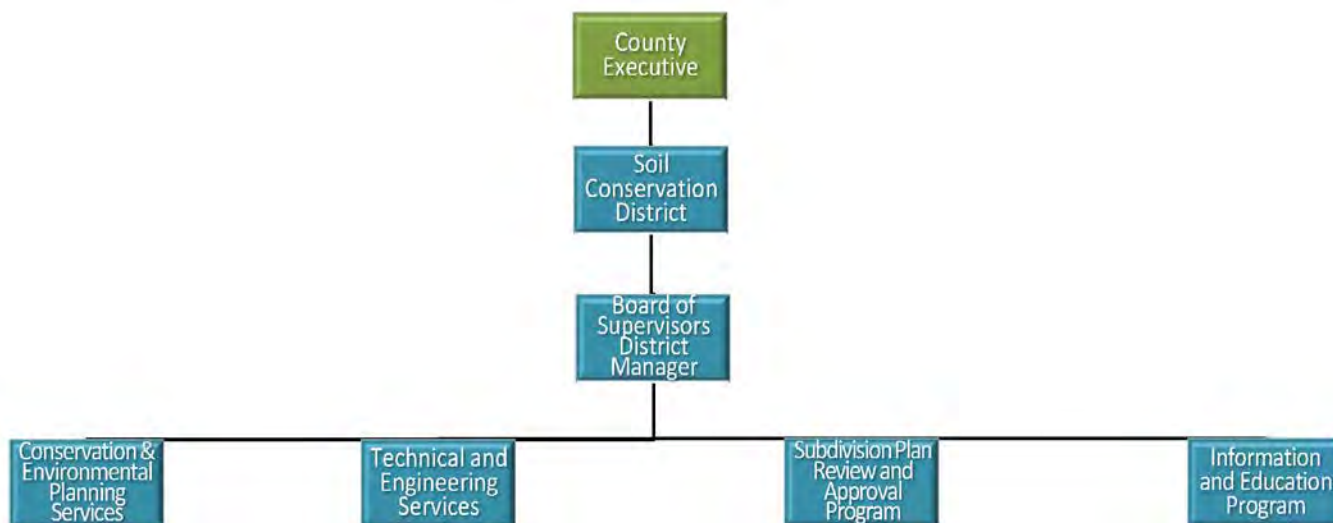 County
Executive
Soil
Conservation
District
Board of
Supervisors
District
Manager
Conservation &
Environmental
Planning
Services
Technical and
Engineering
Services
Subdivision Plan
Review and
Approval
Program
Information
and Education
Program